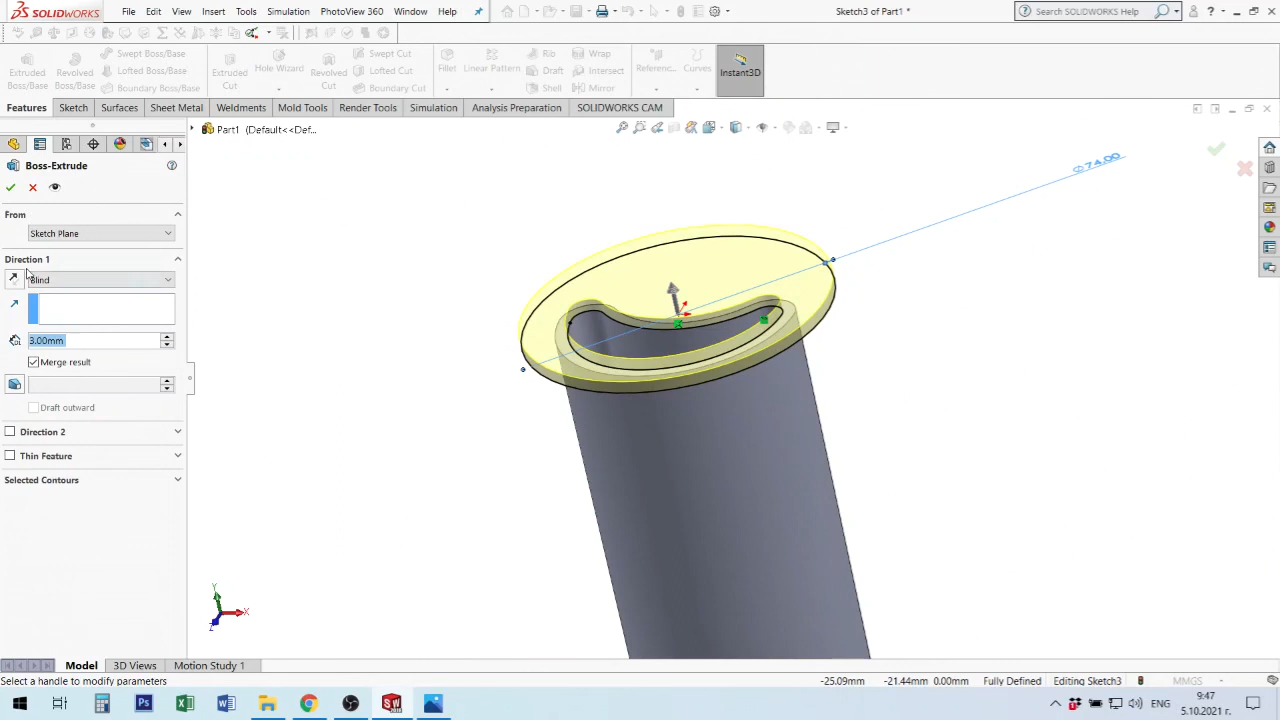 SOLIDWORKS File Edit View Insert Tools Simulation PhotoView 360 Window Help Sketch3 of Part1 * Search SOLIDWORKS Help
Extruded Boss/Base
Revolved Boss/Base
Swept Boss/Base
Lofted Boss/Base
Boundary Boss/Base
Extruded Cut
Hole Wizard
Revolved Cut
Swept Cut
Lofted Cut
Boundary Cut
Fillet
Linear Pattern
Rib
Draft
Shell
Wrap
Intersect
Mirror
Referenc...
Curves
Instant3D
Features Sketch Surfaces Sheet Metal Weldments Mold Tools Render Tools Simulation Analysis Preparation SOLIDWORKS CAM
Part1 (Default<<Def...
Boss-Extrude
From
Sketch Plane
Direction 1
Blind
3.00mm
Merge result
Draft outward
Direction 2
Thin Feature
Selected Contours
74.00
Y
X
Z
Model 3D Views Motion Study 1
Select a handle to modify parameters -25.09mm -21.44mm 0.00mm Fully Defined Editing Sketch3 MMGS
ENG 9:47
5.10.2021 г.